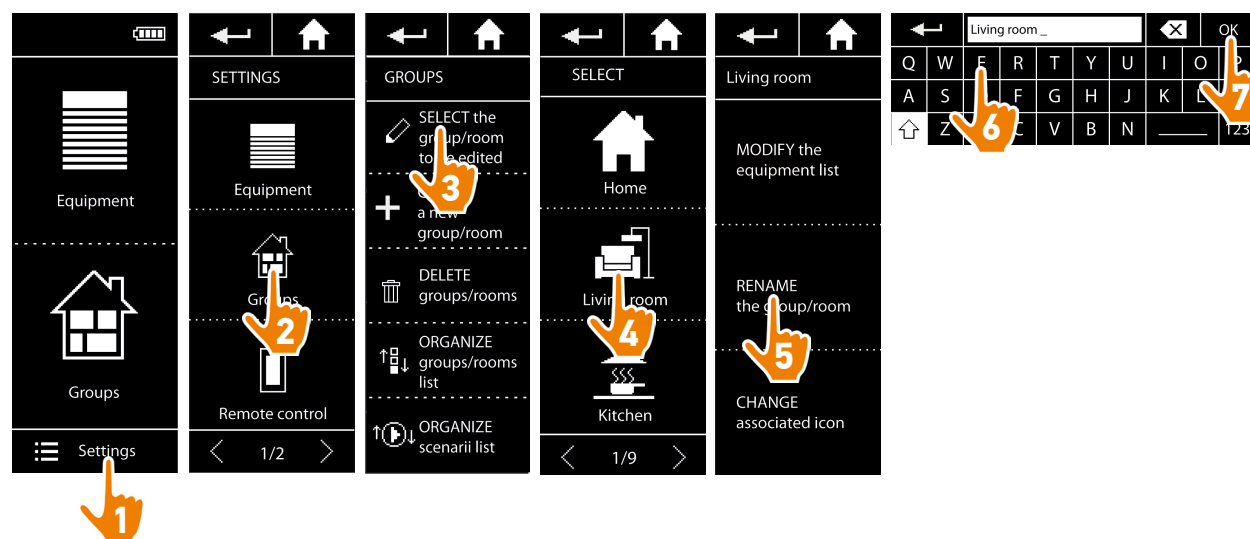 Equipment
Groups
Settings
1
SETTINGS
Equipment
Groups
2
Remote control
1/2
GROUPS
SELECT the
group/room
to be edited
3
a new
group/room
DELETE
groups/rooms
ORGANIZE
groups/rooms
list
ORGANIZE
scenarii list
SELECT
Home
Living room
4
Kitchen
1/9
Living room
MODIFY the
equipment list
RENAME
the group/room
5
CHANGE
associated icon
Living room _
OK
Q W E R T Y U I O P
A S F G H J K L
Z C V B N 123
6
7